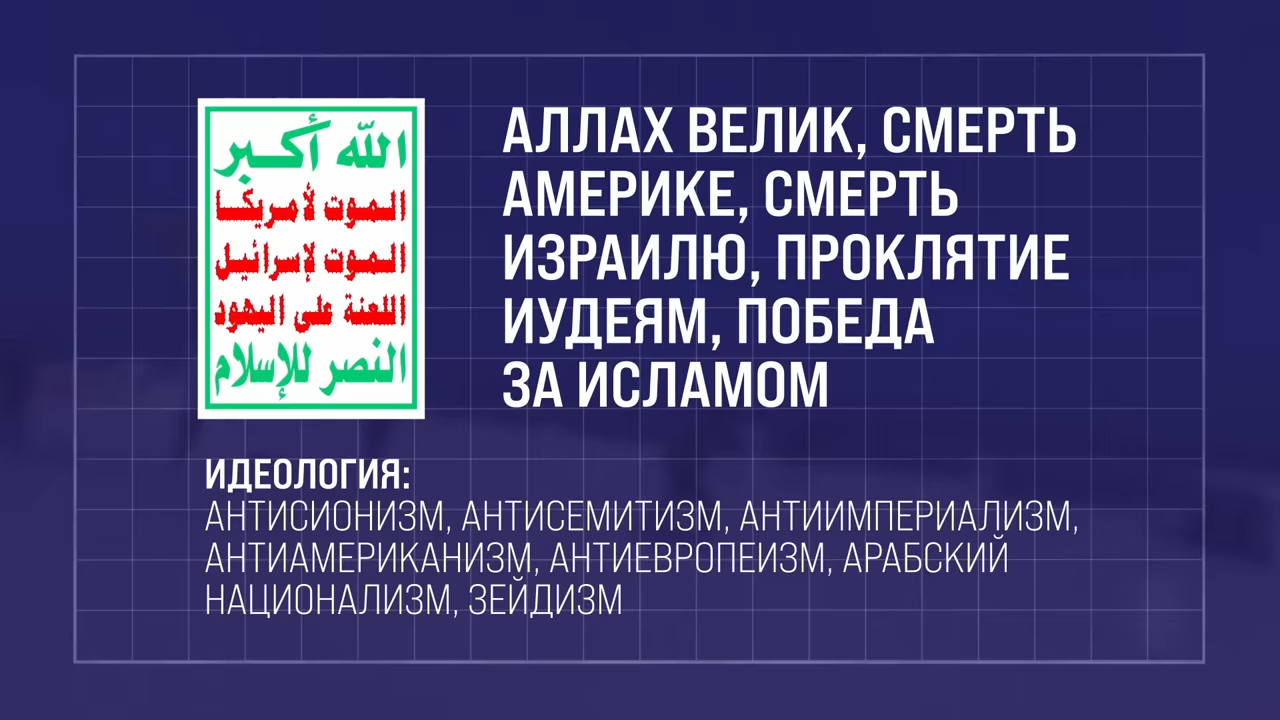 الله أكبر
الموت لأمريكا
الموت لإسرائيل
اللعنة على اليهود
النصر للإسلام
АЛЛАХ ВЕЛИК, СМЕРТЬ
АМЕРИКЕ, СМЕРТЬ
ИЗРАИЛЮ, ПРОКЛЯТИЕ
ИУДЕЯМ, ПОБЕДА
ЗА ИСЛАМОМ
ИДЕОЛОГИЯ:
АНТИСИОНИЗМ, АНТИСЕМИТИЗМ, АНТИИМПЕРИАЛИЗМ,
АНТИАМЕРИКАНИЗМ, АНТИЕВРОПЕИЗМ, АРАБСКИЙ
НАЦИОНАЛИЗМ, ЗЕЙДИЗМ